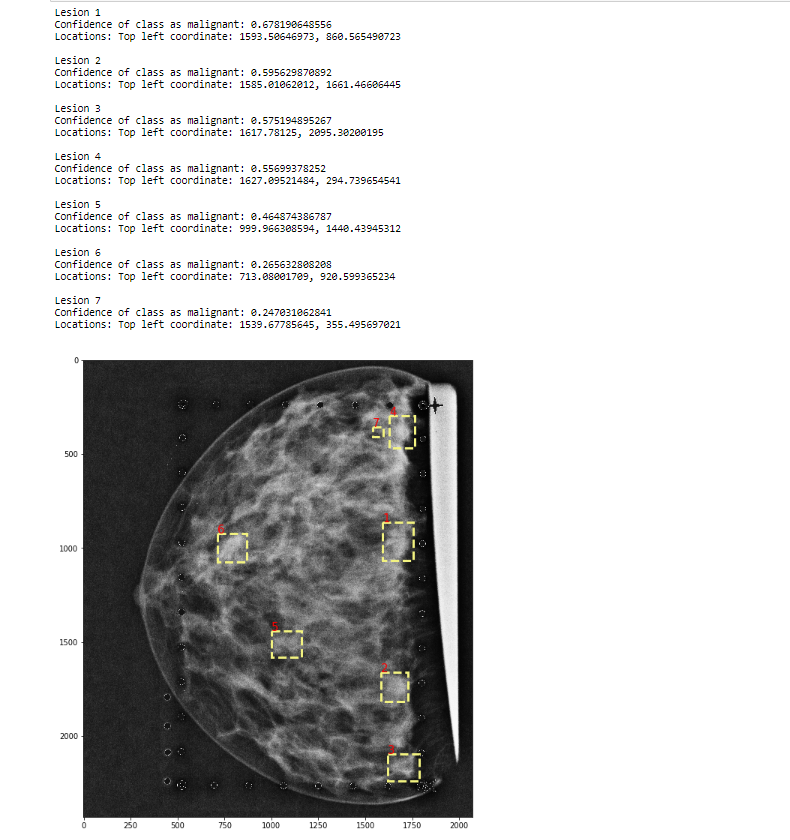 Lesion 1
Confidence of class as malignant: 0.678190648556
Locations: Top left coordinate: 1593.50646973, 860.565490723
Lesion 2
Confidence of class as malignant: 0.595629870892
Locations: Top left coordinate: 1585.01062012, 1661.46606445
Lesion 3
Confidence of class as malignant: 0.575194895267
Locations: Top left coordinate: 1617.78125, 2095.30200195
Lesion 4
Confidence of class as malignant: 0.55699378252
Locations: Top left coordinate: 1627.09521484, 294.739654541
Lesion 5
Confidence of class as malignant: 0.464874386787
Locations: Top left coordinate: 999.966308594, 1440.43945312
Lesion 6
Confidence of class as malignant: 0.265632808208
Locations: Top left coordinate: 713.08001709, 920.599365234
Lesion 7
Confidence of class as malignant: 0.247031062841
Locations: Top left coordinate: 1539.67785645, 355.495697021
0
4
7
500
1
6
1000
5
1500
2
3
2000
0 250 500 750 1000 1250 1500 1750 2000